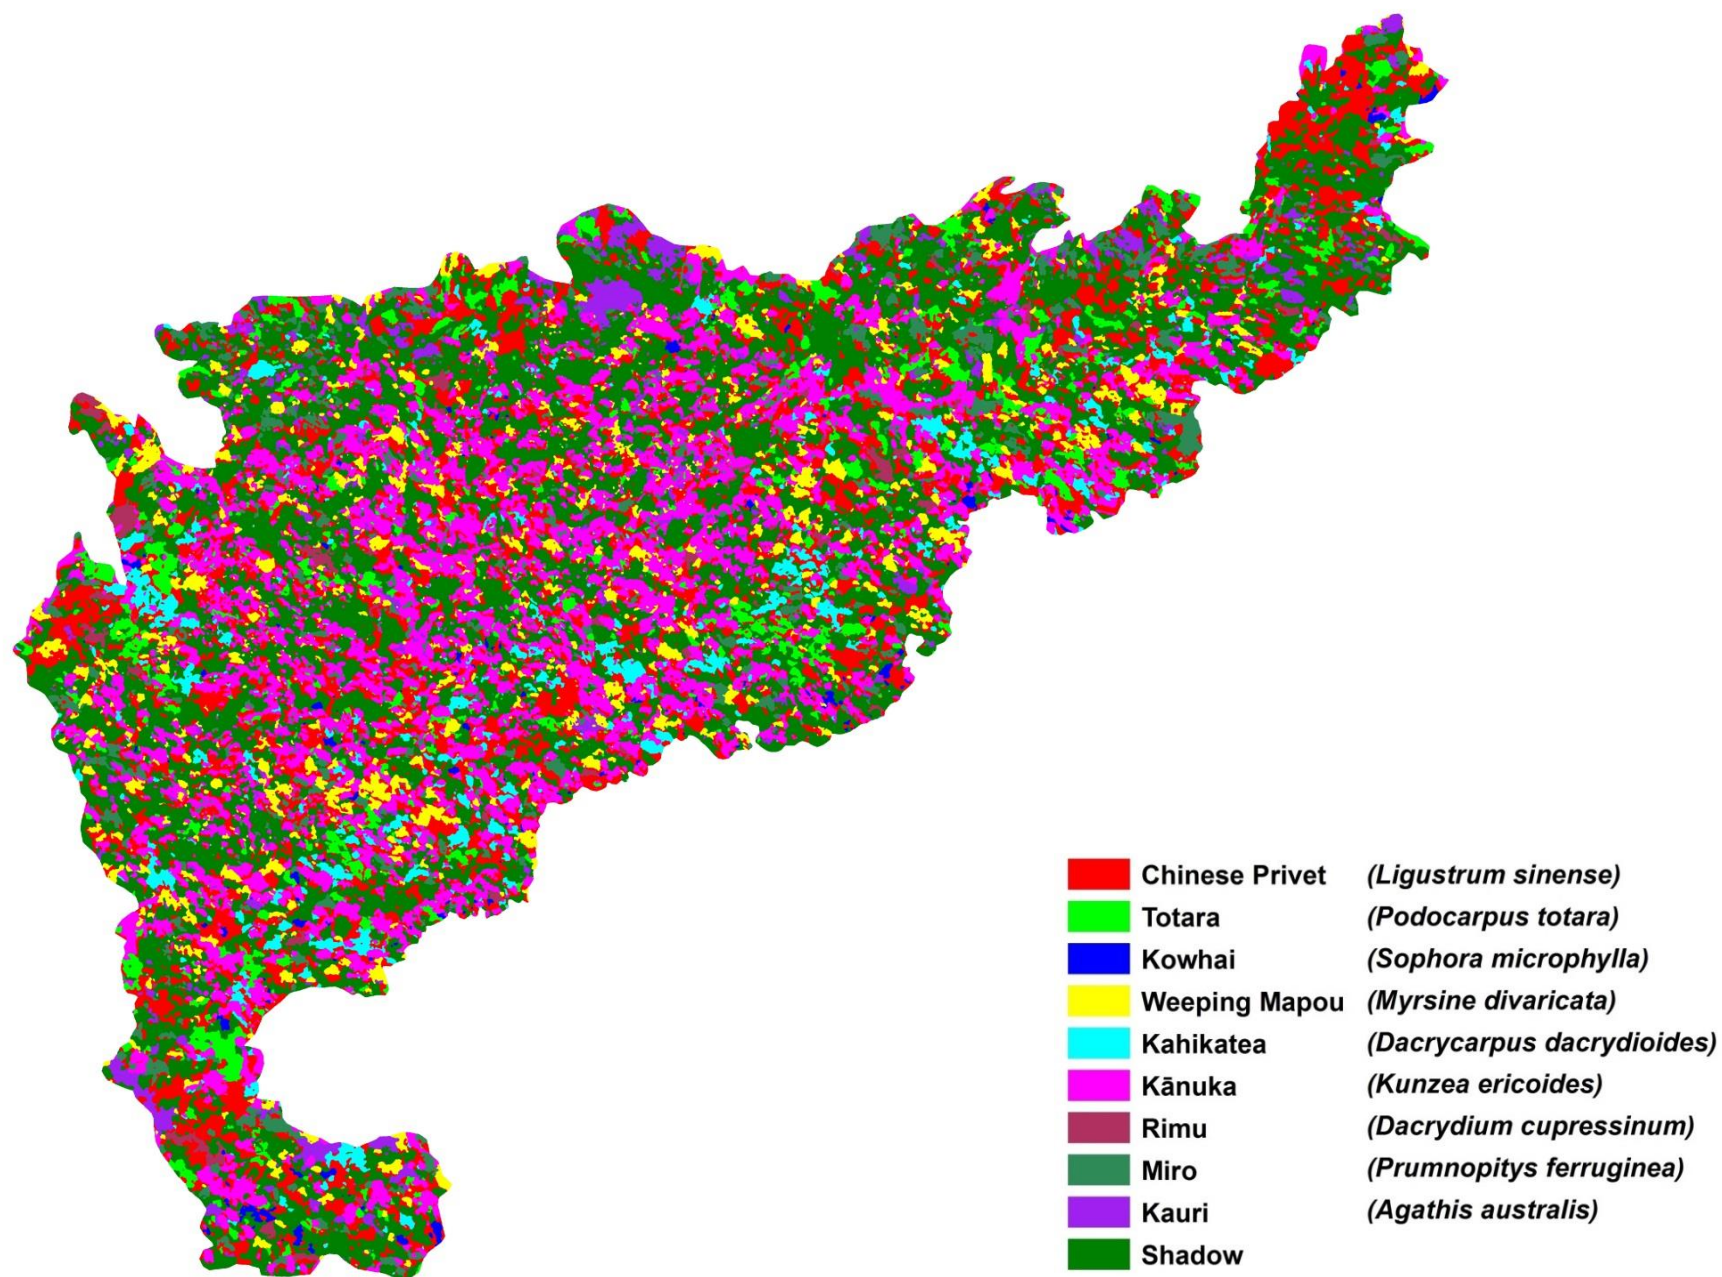 Chinese Privet (Ligustrum sinense)
Totara (Podocarpus totara)
Kowhai (Sophora microphylla)
Weeping Mapou (Myrsine divaricata)
Kahikatea (Dacrycarpus dacrydioides)
Kānuka (Kunzea ericoides)
Rimu (Dacrydium cupressinum)
Miro (Prumnopitys ferruginea)
Kauri (Agathis australis)
Shadow